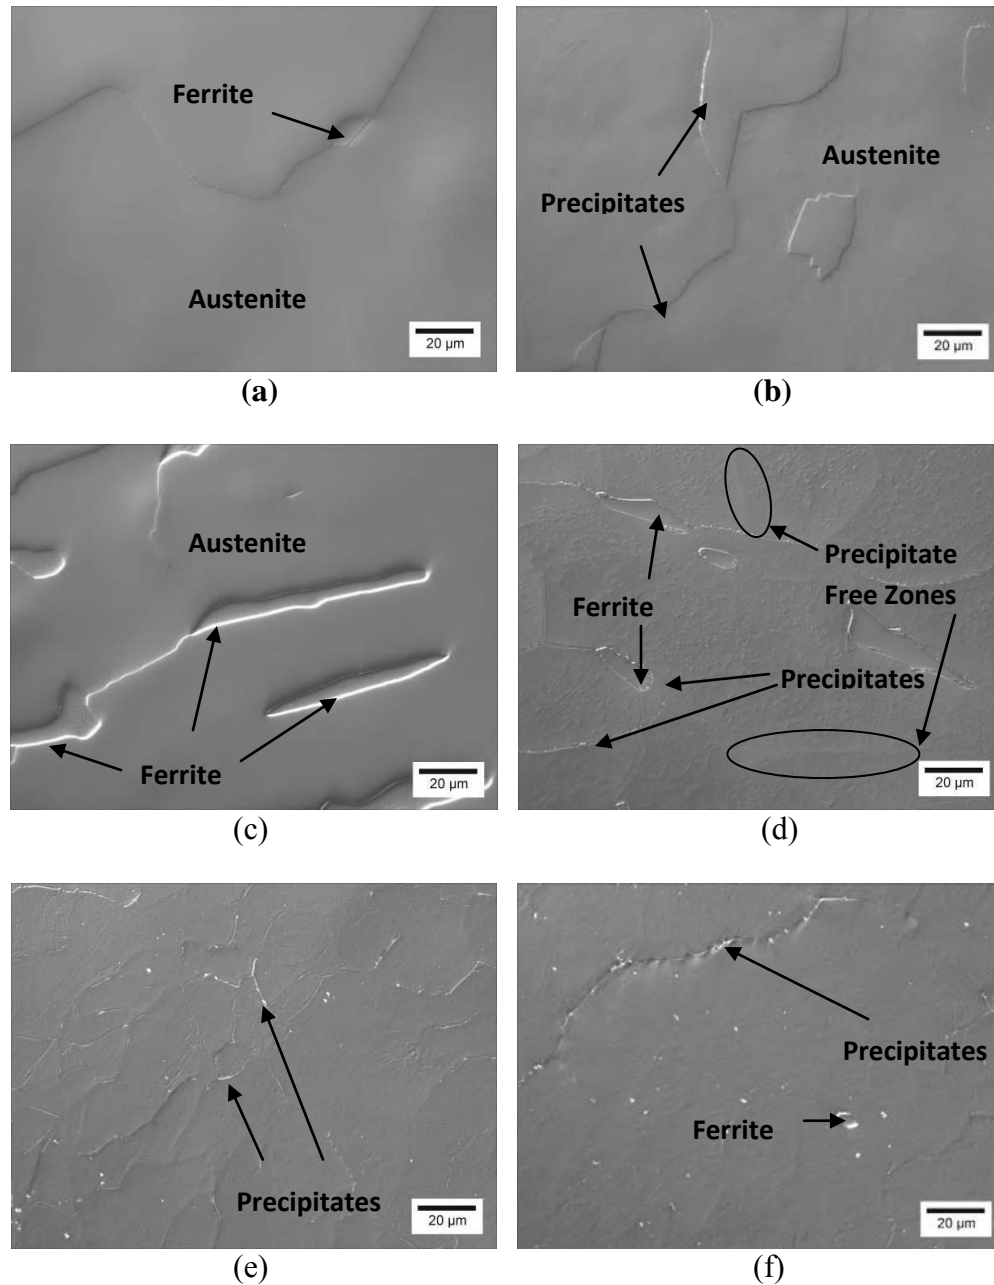 Ferrite
Austenite
20 µm
(a)
Austenite
Precipitates
20 µm
(b)
Austenite
Ferrite
20 µm
(c)
Precipitate
Free Zones
Ferrite
Precipitates
20 µm
(d)
Precipitates
20 µm
(e)
Precipitates
Ferrite
20 µm
(f)